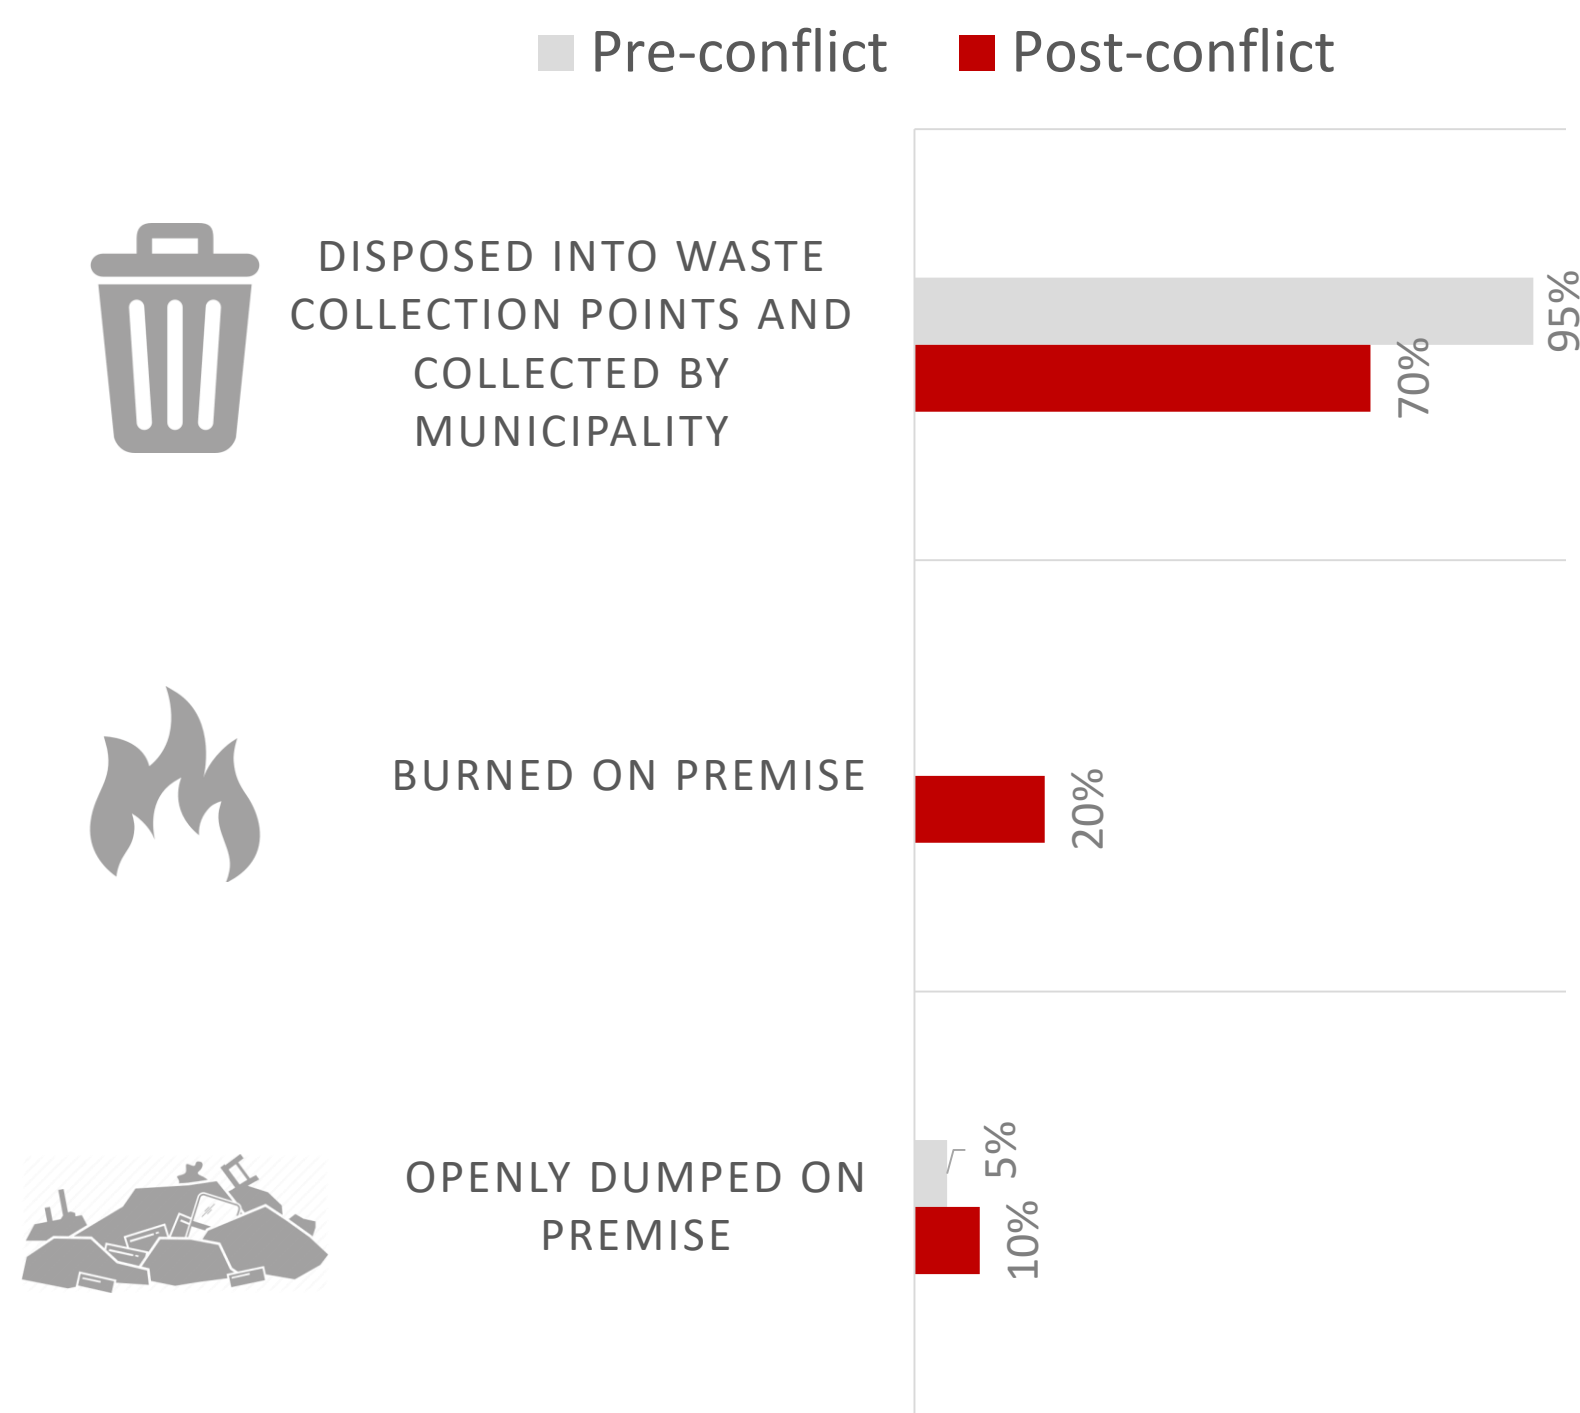 Pre-conflict Post-conflict
DISPOSED INTO WASTE
COLLECTION POINTS AND
COLLECTED BY
MUNICIPALITY
95%
70%
BURNED ON PREMISE
20%
OPENLY DUMPED ON
PREMISE
5%
10%